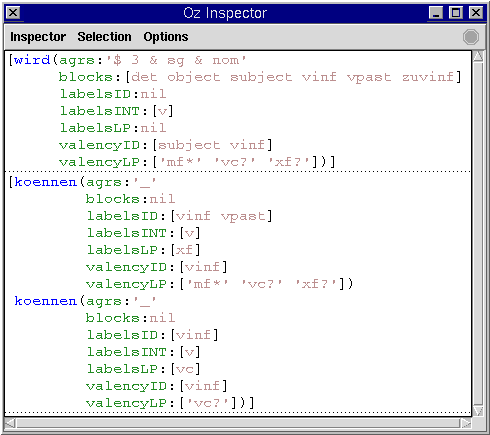 Oz Inspector
Inspector Selection Options
[wird(agrs:'$ 3 & sg & nom'
blocks:[det object subject vinf vpast zuvinf]
labelsID:nil
labelsINT:[v]
labelsLP:nil
valencyID:[subject vinf]
valencyLP:['mf*' 'vc?' 'xf?'])]
[koennen(agrs:'_'
blocks:nil
labelsID:[vinf vpast]
labelsINT:[v]
labelsLP:[xf]
valencyID:[vinf]
valencyLP:['mf*' 'vc?' 'xf?'])
koennen(agrs:'_'
blocks:nil
labelsID:[vinf]
labelsINT:[v]
labelsLP:[vc]
valencyID:[vinf]
valencyLP:['vc?'])]